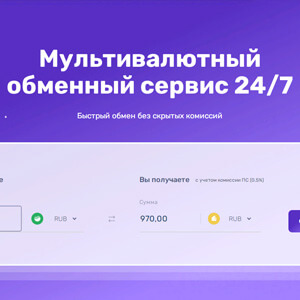 Мультивалютный
обменный сервис 24/7
Быстрый обмен без скрытых комиссий
Вы получаете с учетом комиссии ПС (0,5%)
Сумма
RUB 970,00 RUB